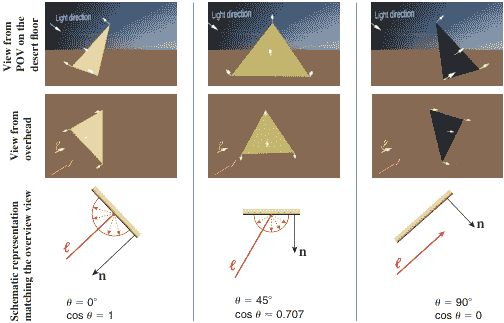 View from
POV on the
desert floor
Light direction
Light direction
Light direction
View from
overhead
ℓ
ℓ
ℓ
Schematic representation
matching the overview view
ℓ
n
ℓ
n
ℓ
n
θ = 0°
cos θ = 1
θ = 45°
cos θ ≈ 0.707
θ = 90°
cos θ = 0